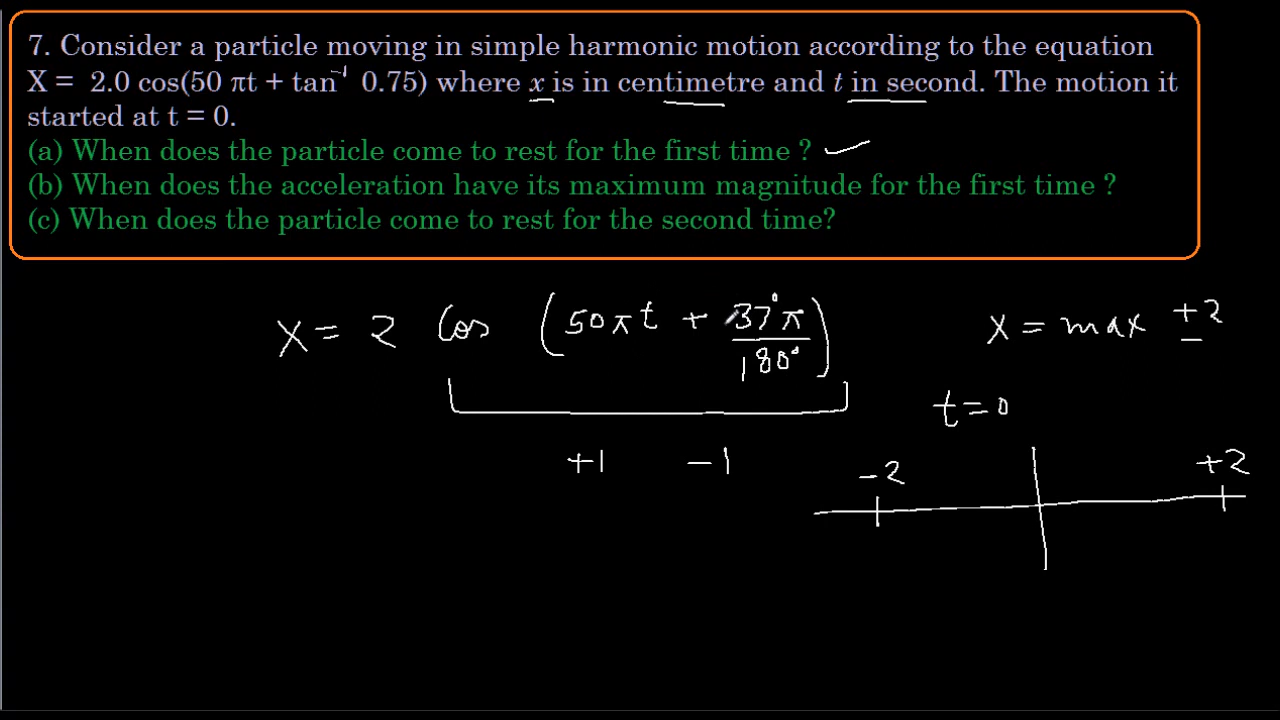 7. Consider a particle moving in simple harmonic motion according to the equation
X = 2.0 cos(50 πt + tan⁻¹ 0.75) where x is in centimetre and t in second. The motion it
started at t = 0.
(a) When does the particle come to rest for the first time ?
(b) When does the acceleration have its maximum magnitude for the first time ?
(c) When does the particle come to rest for the second time?
X = 2 Cos (50πt + 37°π/180°)
X = max ±2
t=0
+1 -1
-2 +2